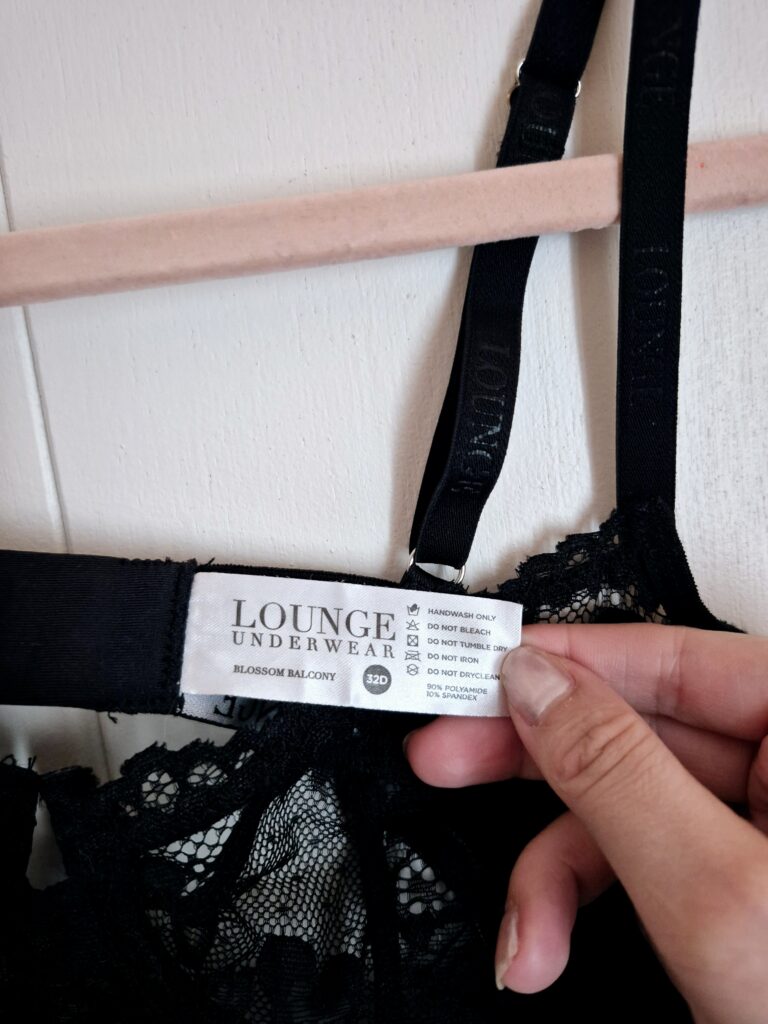 LOUNGE
LOUNGE
LOUNGE
UNDERWEAR
BLOSSOM BALCONY
32D
HANDWASH ONLY
DO NOT BLEACH
DO NOT TUMBLE DRY
DO NOT IRON
DO NOT DRYCLEAN
90% POLYAMIDE
10% SPANDEX